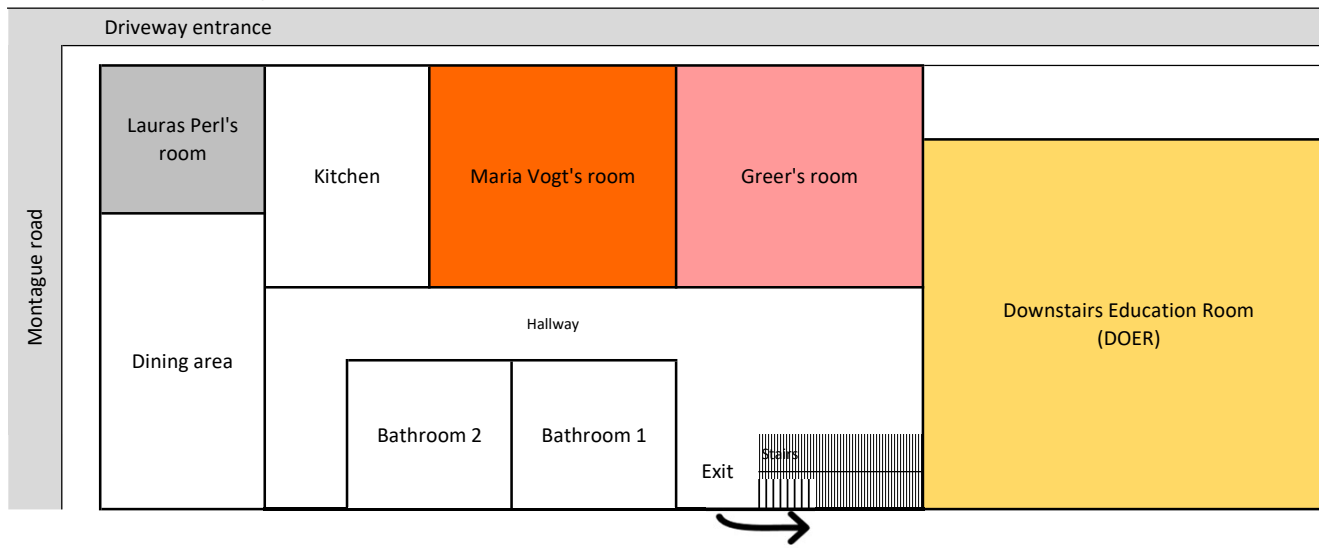 Driveway entrance
Montague road
Lauras Perl's
room
Kitchen
Maria Vogt's room
Greer's room
Downstairs Education Room
(DOER)
Hallway
Dining area
Bathroom 2
Bathroom 1
Exit
Stairs